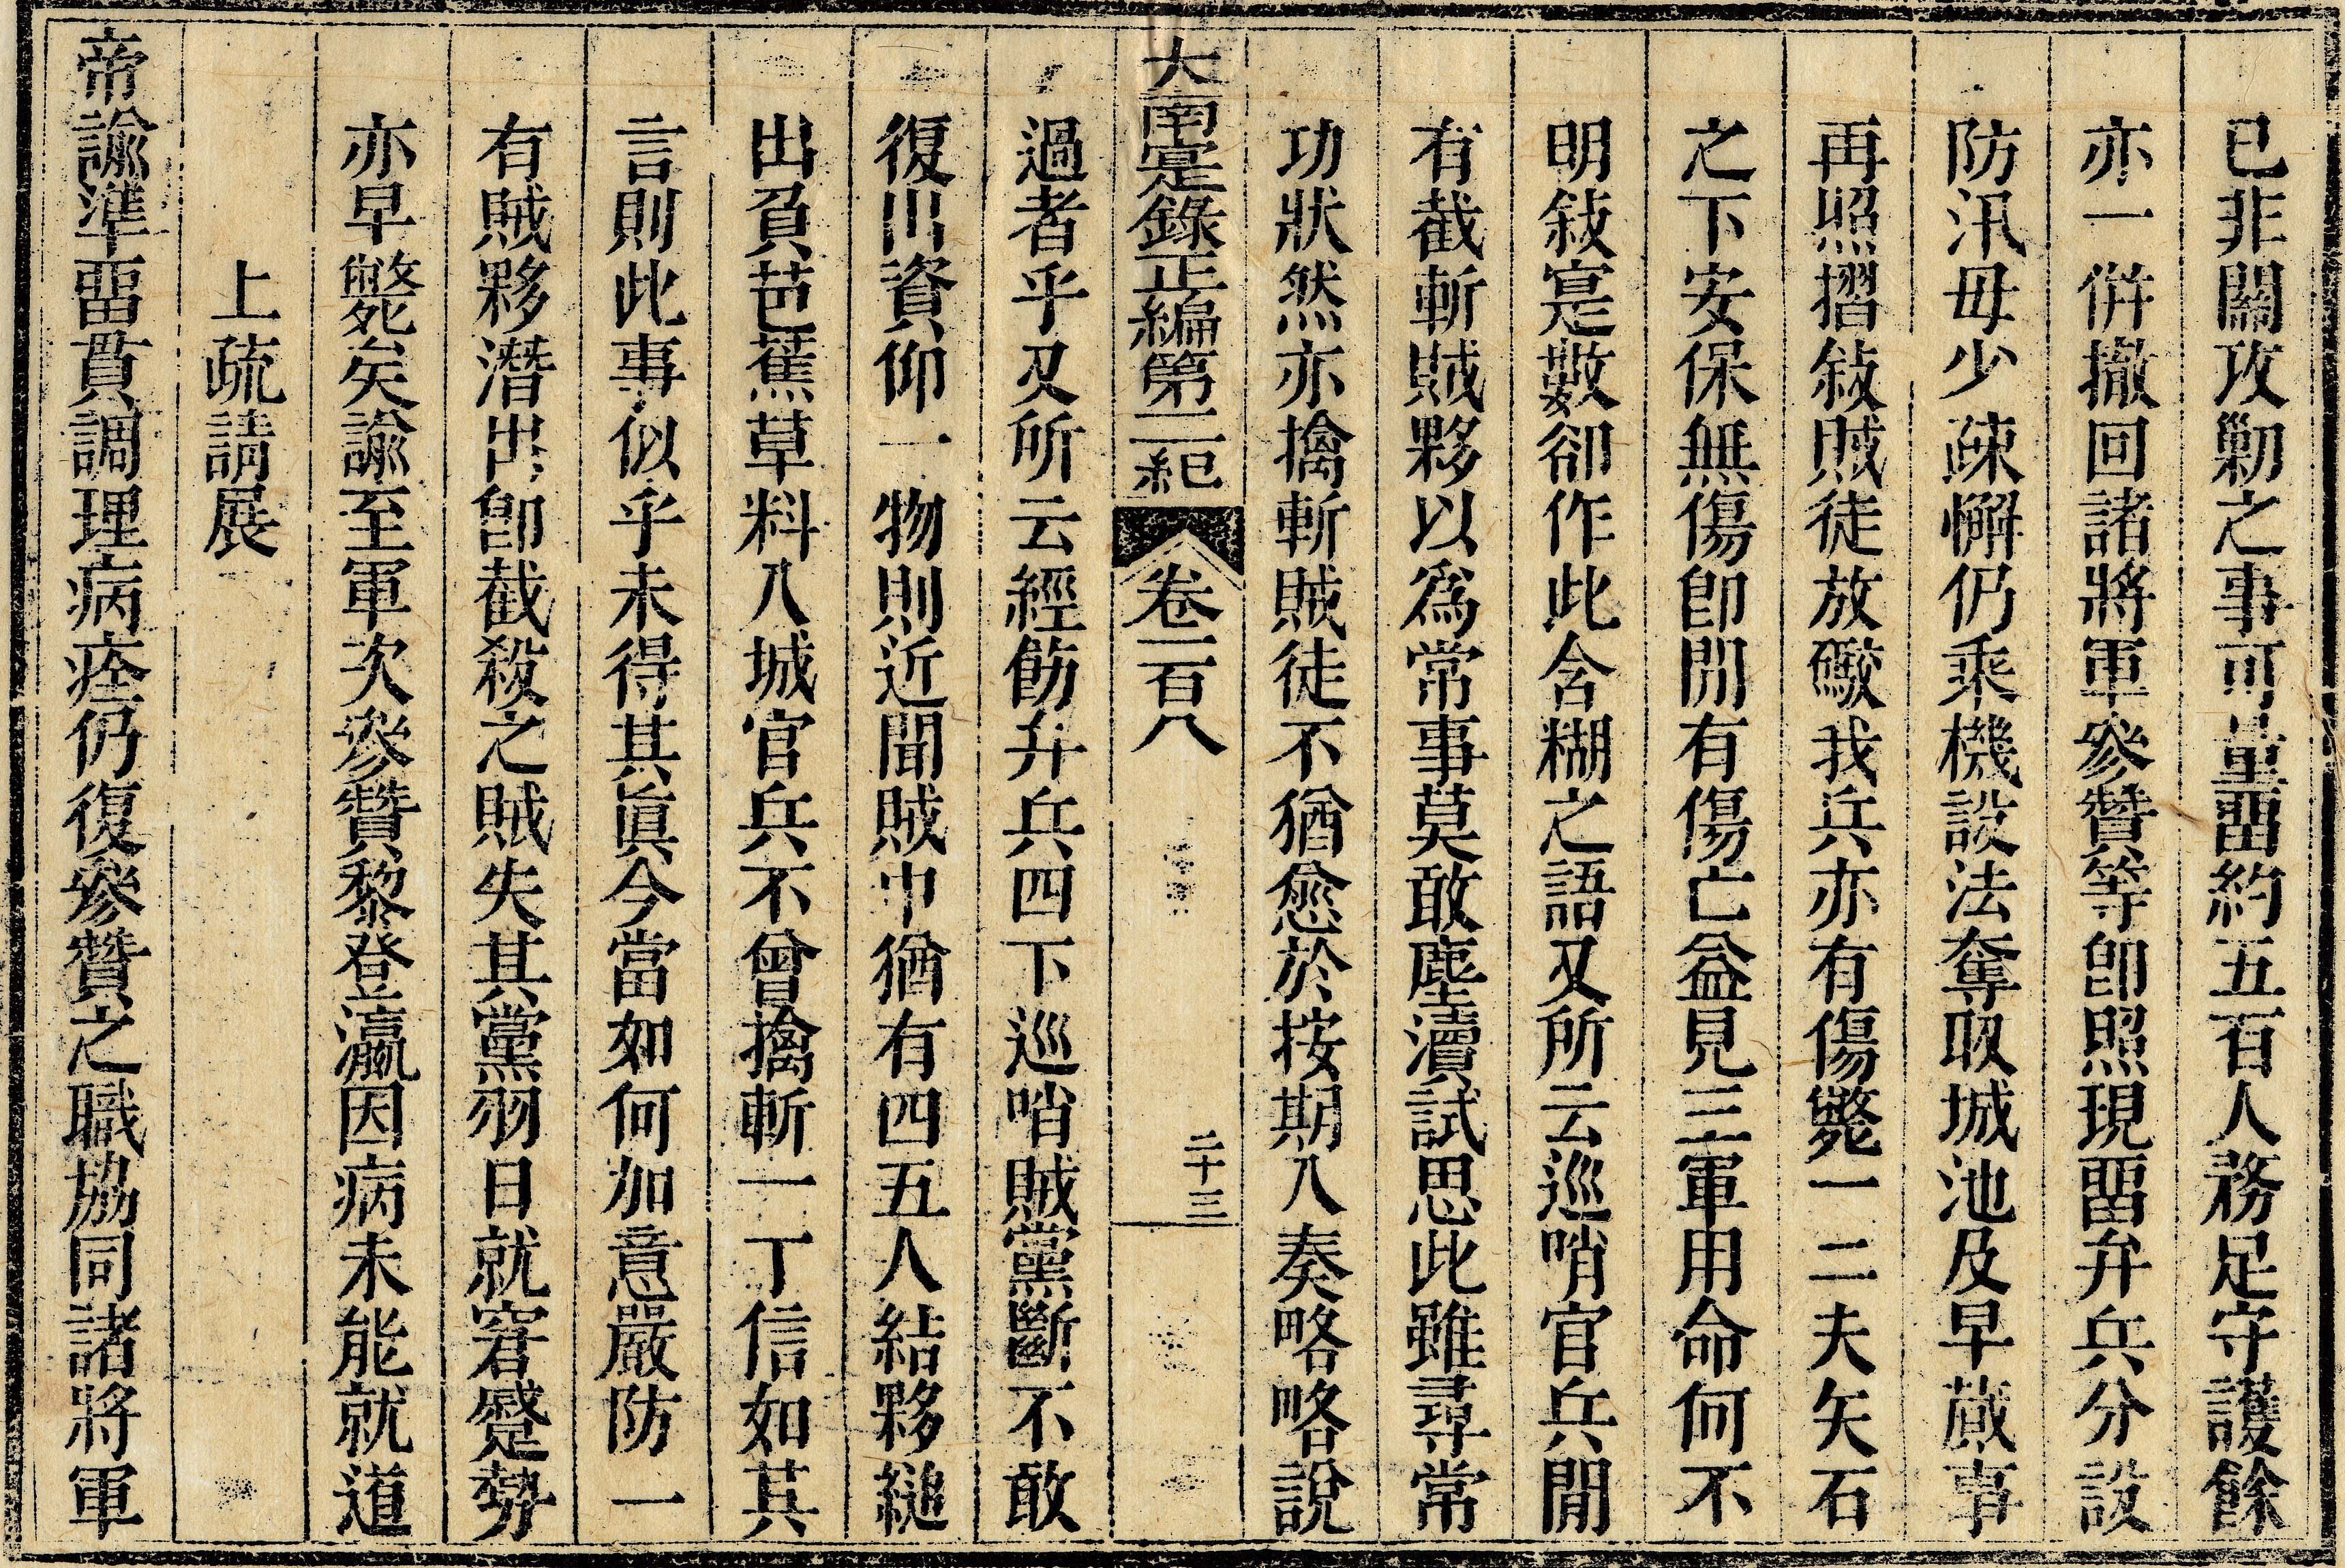 已非關攻勦之事可量畱約五百人務足守護餘
亦一併撤回諸將軍參贊等卽照現畱弁兵分設
防汛毋少疎懈仍乘機設法奪取城池及早蕆事
再照摺敍賊徒放礮我兵亦有傷斃一二夫矢石
之下安保無傷卽閒有傷亡益見三軍用命何不
明敍寔數卻作此含糊之語又所云巡哨官兵閒
有截斬賊夥以爲常事莫敢塵瀆試思此雖尋常
功狀然亦擒斬賊徒不猶愈於按期入奏略略說
大南寔錄正編第二紀 卷一百八 二十三
過者乎又所云經飭弁兵四下巡哨賊黨斷不敢
復出資仰一物則近聞賊中猶有四五人結夥縋
出負芭蕉草料入城官兵不曾擒斬一丁信如其
言則此事似乎未得其眞今當如何加意嚴防一
有賊夥潛出卽截殺之賊失其黨羽日就窘蹙勢
亦早斃矣諭至軍次參贊黎登瀛因病未能就道
上疏請展
帝諭準畱貫調理病痊仍復參贊之職協同諸將軍